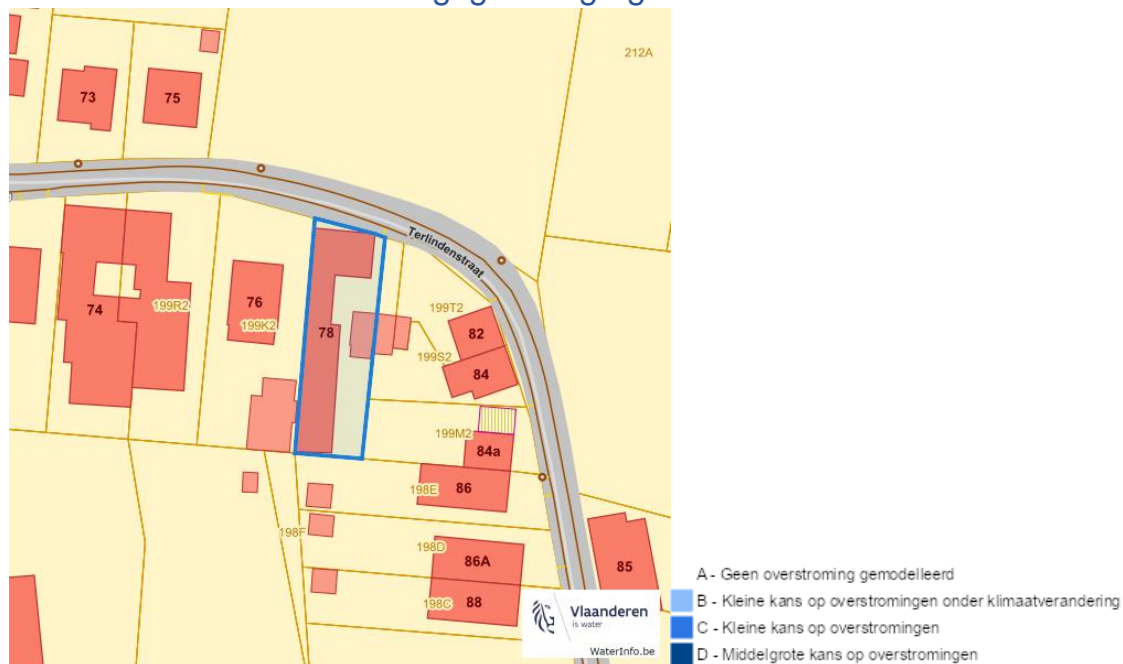 212A
73
75
Terlindenstraat
74
199R2
76
199K2
78
199T2
82
199S2
84
199M2
84a
198E
86
198F
198D
86A
85
198C
88
Vlaanderen
is water
WaterInfo.be
A - Geen overstroming gemodelleerd
B - Kleine kans op overstromingen onder klimaatverandering
C - Kleine kans op overstromingen
D - Middelgrote kans op overstromingen